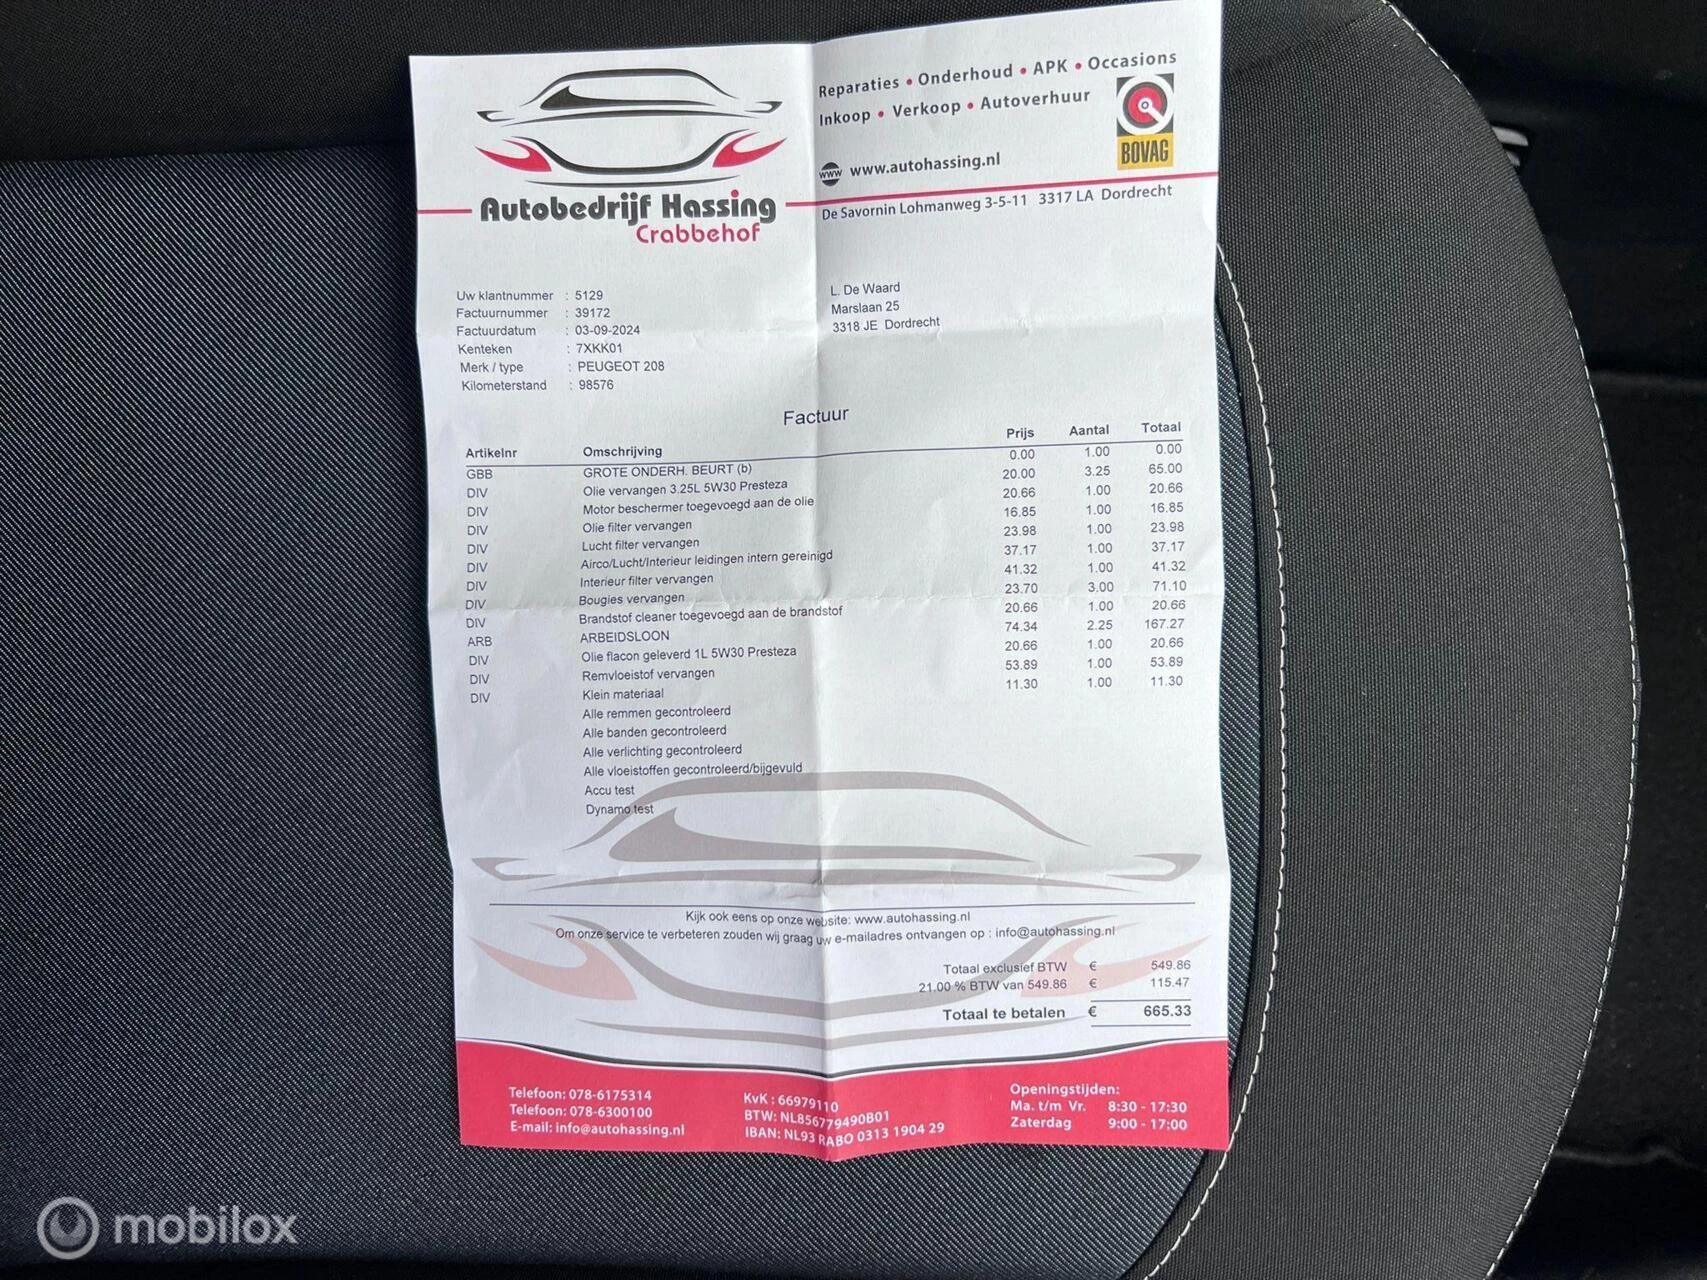 Autobedrijf Hassing
Crabbehof
Reparaties • Onderhoud • APK • Occasions
Inkoop • Verkoop • Autoverhuur
BOVAG
www www.autohassing.nl
De Savornin Lohmanweg 3-5-11 3317 LA Dordrecht
Uw klantnummer : 5129
Factuurnummer : 39172
Factuurdatum : 03-09-2024
Kenteken : 7XKK01
Merk / type : PEUGEOT 208
Kilometerstand : 98576
L. De Waard
Marslaan 25
3318 JE Dordrecht
Factuur
Artikelnr Omschrijving Prijs Aantal Totaal
GBB GROTE ONDERH. BEURT (b) 0.00 1.00 0.00
DIV Olie vervangen 3.25L 5W30 Presteza 20.00 3.25 65.00
DIV Motor beschermer toegevoegd aan de olie 20.66 1.00 20.66
DIV Olie filter vervangen 16.85 1.00 16.85
DIV Lucht filter vervangen 23.98 1.00 23.98
DIV Airco/Lucht/Interieur leidingen intern gereinigd 37.17 1.00 37.17
DIV Interieur filter vervangen 41.32 1.00 41.32
DIV Bougies vervangen 23.70 3.00 71.10
DIV Brandstof cleaner toegevoegd aan de brandstof 20.66 1.00 20.66
ARB ARBEIDSLOON 74.34 2.25 167.27
DIV Olie flacon geleverd 1L 5W30 Presteza 20.66 1.00 20.66
DIV Remvloeistof vervangen 53.89 1.00 53.89
DIV Klein materiaal 11.30 1.00 11.30
Alle remmen gecontroleerd
Alle banden gecontroleerd
Alle verlichting gecontroleerd
Alle vloeistoffen gecontroleerd/bijgevuld
Accu test
Dynamo test
Kijk ook eens op onze website: www.autohassing.nl
Om onze service te verbeteren zouden wij graag uw e-mailadres ontvangen op : info@autohassing.nl
Totaal exclusief BTW € 549.86
21.00 % BTW van 549.86 € 115.47
Totaal te betalen € 665.33
Telefoon: 078-6175314
Telefoon: 078-6300100
E-mail: info@autohassing.nl
KvK : 66979110
BTW: NL856779490B01
IBAN: NL93 RABO 0313 1904 29
Openingstijden:
Ma. t/m Vr. 8:30 - 17:30
Zaterdag 9:00 - 17:00
mobilox